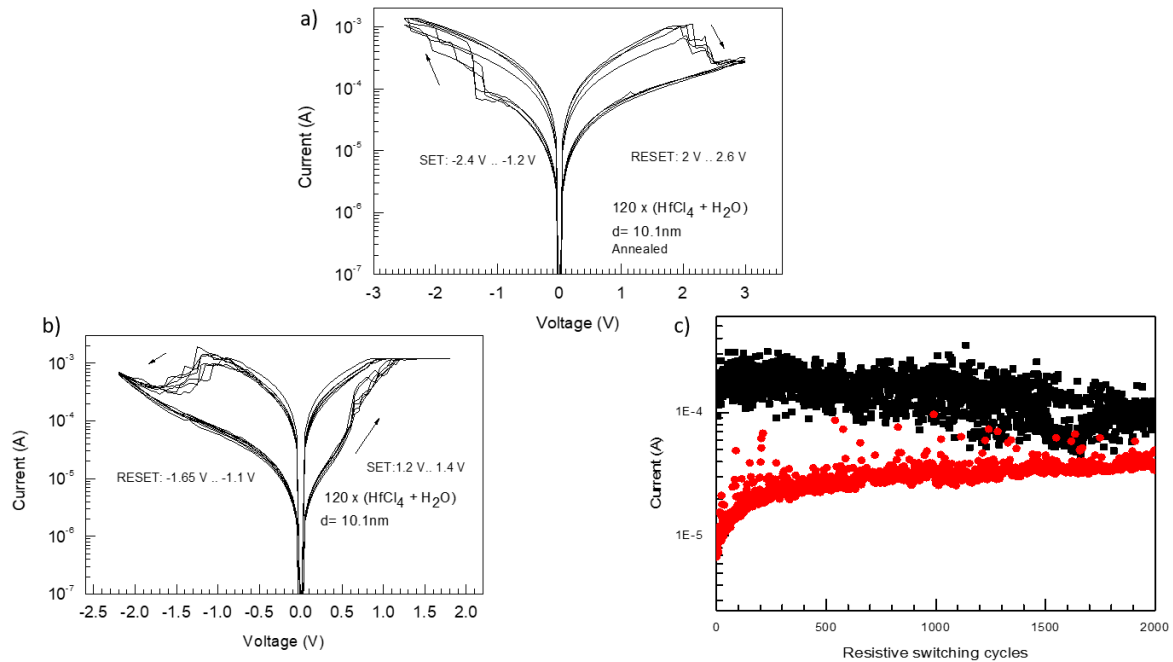 a)
10⁻³
10⁻⁴
10⁻⁵
10⁻⁶
10⁻⁷
Current (A)
SET: -2.4 V .. -1.2 V
RESET: 2 V .. 2.6 V
120 x (HfCl₄ + H₂O)
d= 10.1nm
Annealed
-3 -2 -1 0 1 2 3
Voltage (V)
b)
10⁻³
10⁻⁴
10⁻⁵
10⁻⁶
10⁻⁷
Current (A)
RESET: -1.65 V .. -1.1 V
SET:1.2 V.. 1.4 V
120 x (HfCl₄ + H₂O)
d= 10.1nm
-2.5 -2.0 -1.5 -1.0 -0.5 0.0 0.5 1.0 1.5 2.0
Voltage (V)
c)
1E-4
1E-5
Current (A)
0 500 1000 1500 2000
Resistive switching cycles